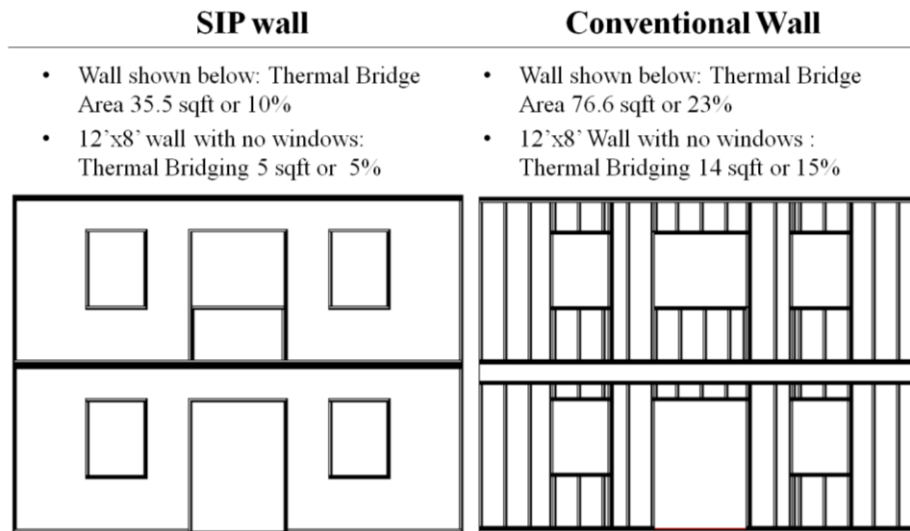 SIP wall
• Wall shown below: Thermal Bridge
Area 35.5 sqft or 10%
• 12’x8’ wall with no windows:
Thermal Bridging 5 sqft or  5%
Conventional Wall
• Wall shown below: Thermal Bridge
Area 76.6 sqft or 23%
• 12’x8’ Wall with no windows :
Thermal Bridging 14 sqft or 15%